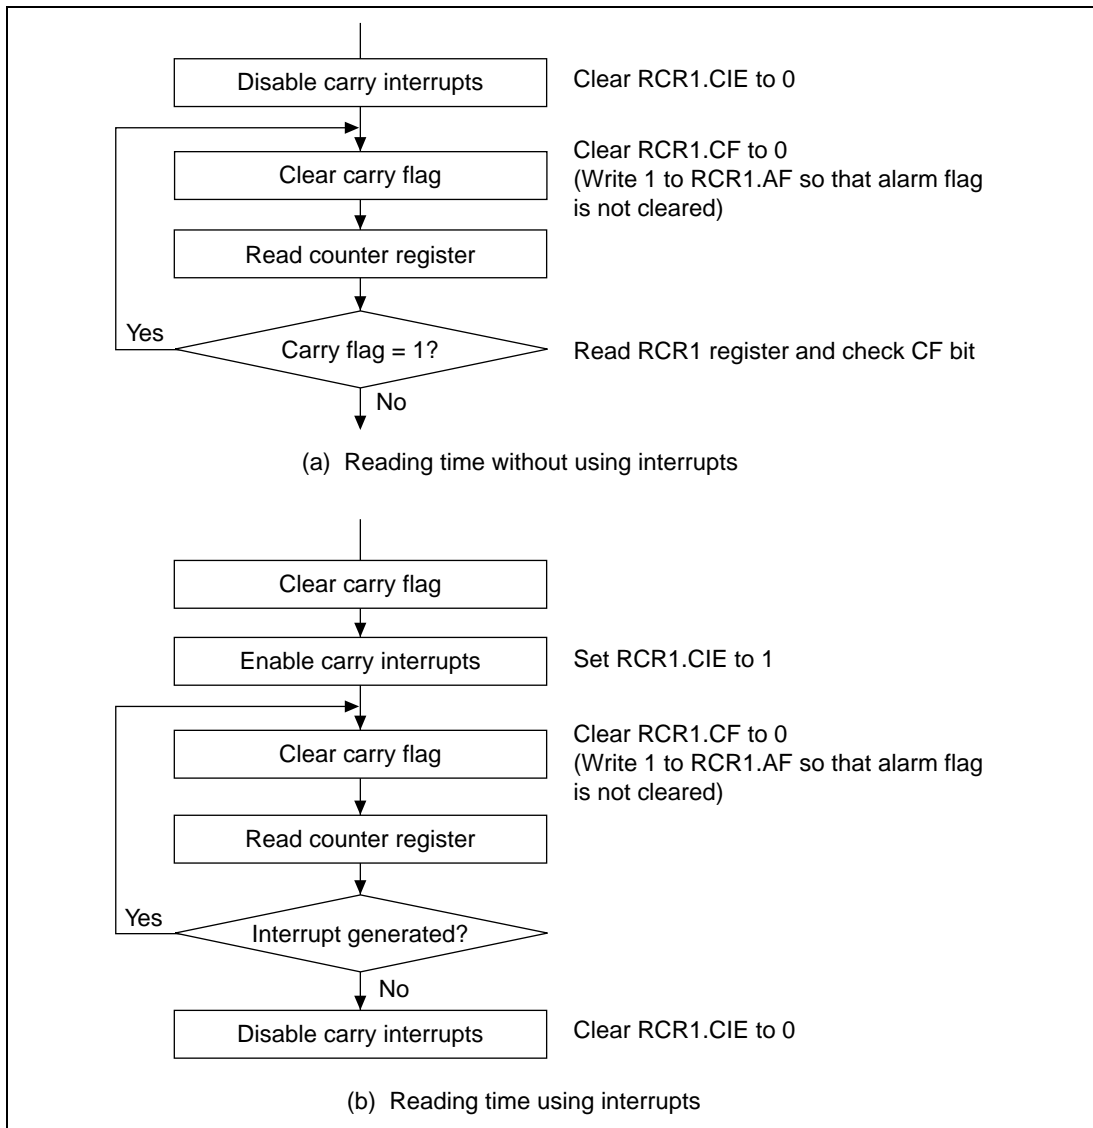 Disable carry interrupts
Clear RCR1.CIE to 0
Clear carry flag
Clear RCR1.CF to 0
(Write 1 to RCR1.AF so that alarm flag
is not cleared)
Read counter register
Yes
Carry flag = 1?
Read RCR1 register and check CF bit
No
(a) Reading time without using interrupts
Clear carry flag
Enable carry interrupts
Set RCR1.CIE to 1
Clear carry flag
Clear RCR1.CF to 0
(Write 1 to RCR1.AF so that alarm flag
is not cleared)
Read counter register
Yes
Interrupt generated?
No
Disable carry interrupts
Clear RCR1.CIE to 0
(b) Reading time using interrupts